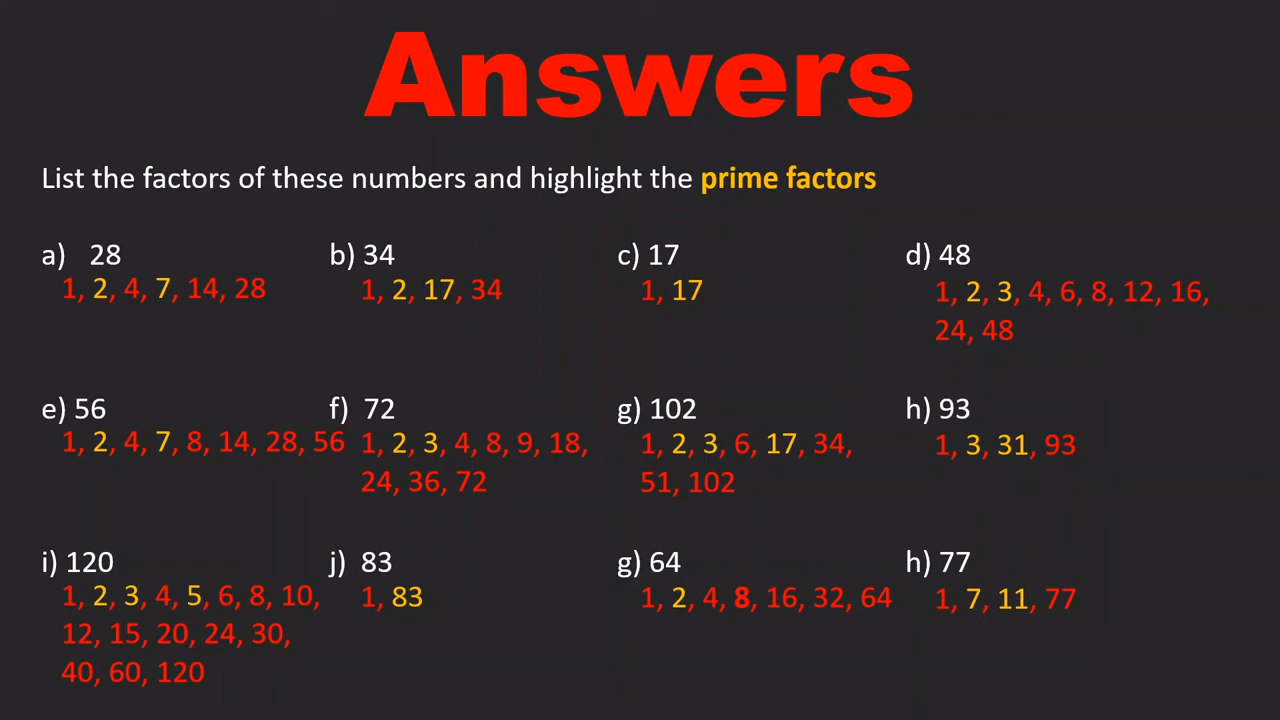 Answers
List the factors of these numbers and highlight the prime factors
a) 28
1, 2, 4, 7, 14, 28
b) 34
1, 2, 17, 34
c) 17
1, 17
d) 48
1, 2, 3, 4, 6, 8, 12, 16,
24, 48
e) 56
1, 2, 4, 7, 8, 14, 28, 56
f) 72
1, 2, 3, 4, 8, 9, 18,
24, 36, 72
g) 102
1, 2, 3, 6, 17, 34,
51, 102
h) 93
1, 3, 31, 93
i) 120
1, 2, 3, 4, 5, 6, 8, 10,
12, 15, 20, 24, 30,
40, 60, 120
j) 83
1, 83
g) 64
1, 2, 4, 8, 16, 32, 64
h) 77
1, 7, 11, 77